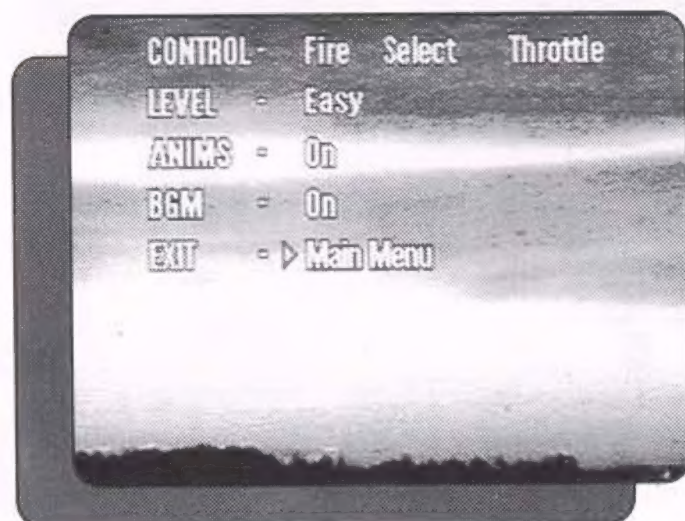 CONTROL- Fire Select Throttle
LEVEL - Easy
ANIMS - On
BGM - On
EXIT - ▷ Main Menu